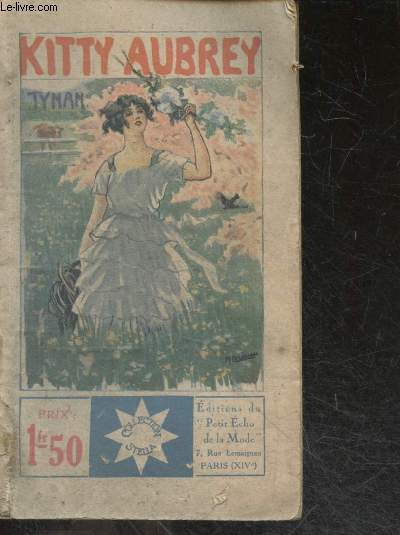 Le-Livre.com
KITTY AUBREY
TYNAN
PRIX
1fr50
COLLECTION
STELLA
Éditions du
"Petit Écho
de la Mode"
7, Rue Lemaignan
PARIS (XIVe)